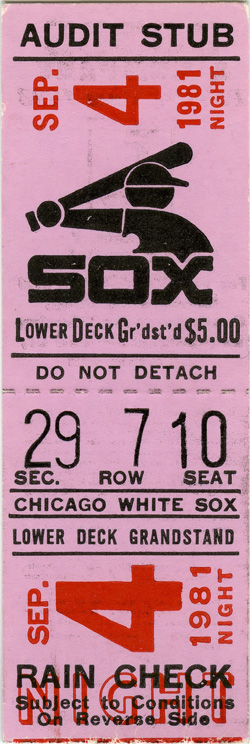 AUDIT STUB
SEP. 4 1981 NIGHT
SOX
LOWER DECK Gr'dst'd $5.00
DO NOT DETACH
29 7 10
SEC. ROW SEAT
CHICAGO WHITE SOX
LOWER DECK GRANDSTAND
SEP. 4 1981 NIGHT
RAIN CHECK
NIGHT
Subject to Conditions
On Reverse Side